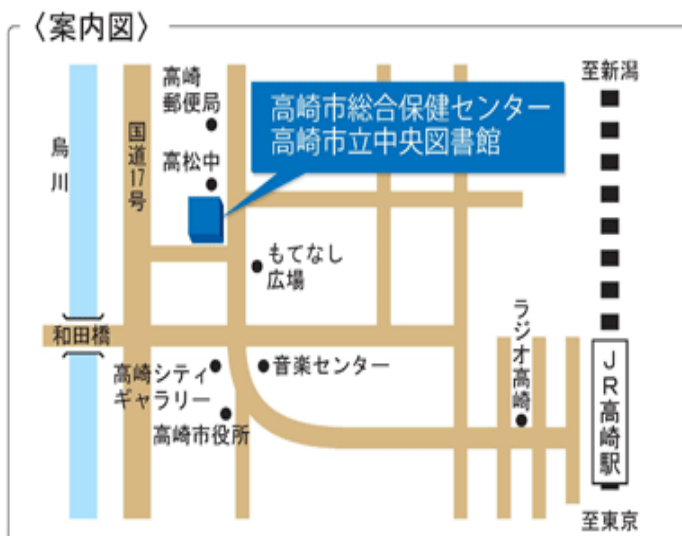 〈案内図〉
至新潟
高崎
郵便局
高崎市総合保健センター
高崎市立中央図書館
烏川
国道17号
高松中
もてなし
広場
和田橋
ラジオ高崎
高崎シティ
ギャラリー
音楽センター
高崎市役所
JR高崎駅
至東京